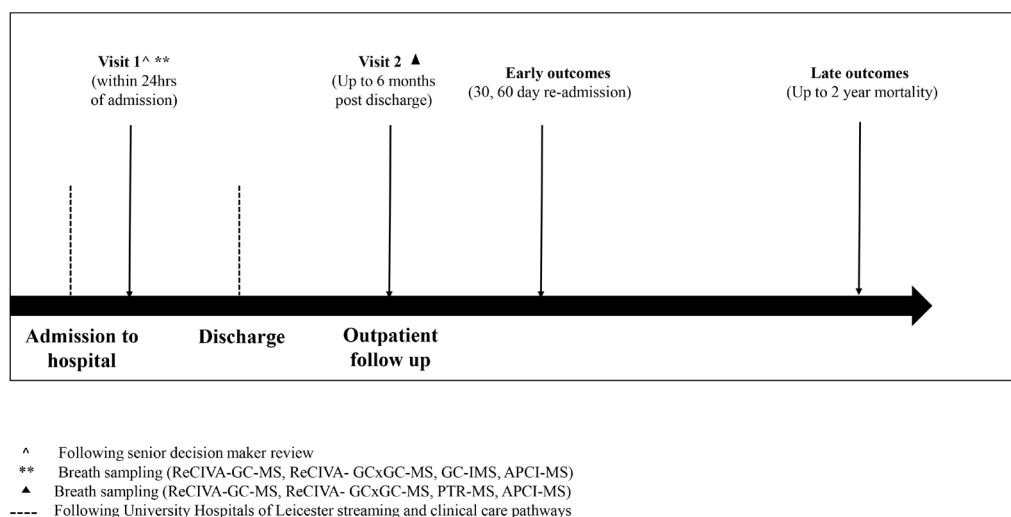 Visit 1^ **
(within 24hrs
of admission)
Visit 2 ▲
(Up to 6 months
post discharge)
Early outcomes
(30, 60 day re-admission)
Late outcomes
(Up to 2 year mortality)
Admission to
hospital
Discharge
Outpatient
follow up
^ Following senior decision maker review
** Breath sampling (ReCIVA-GC-MS, ReCIVA- GCxGC-MS, GC-IMS, APCI-MS)
▲ Breath sampling (ReCIVA-GC-MS, ReCIVA- GCxGC-MS, PTR-MS, APCI-MS)
---- Following University Hospitals of Leicester streaming and clinical care pathways